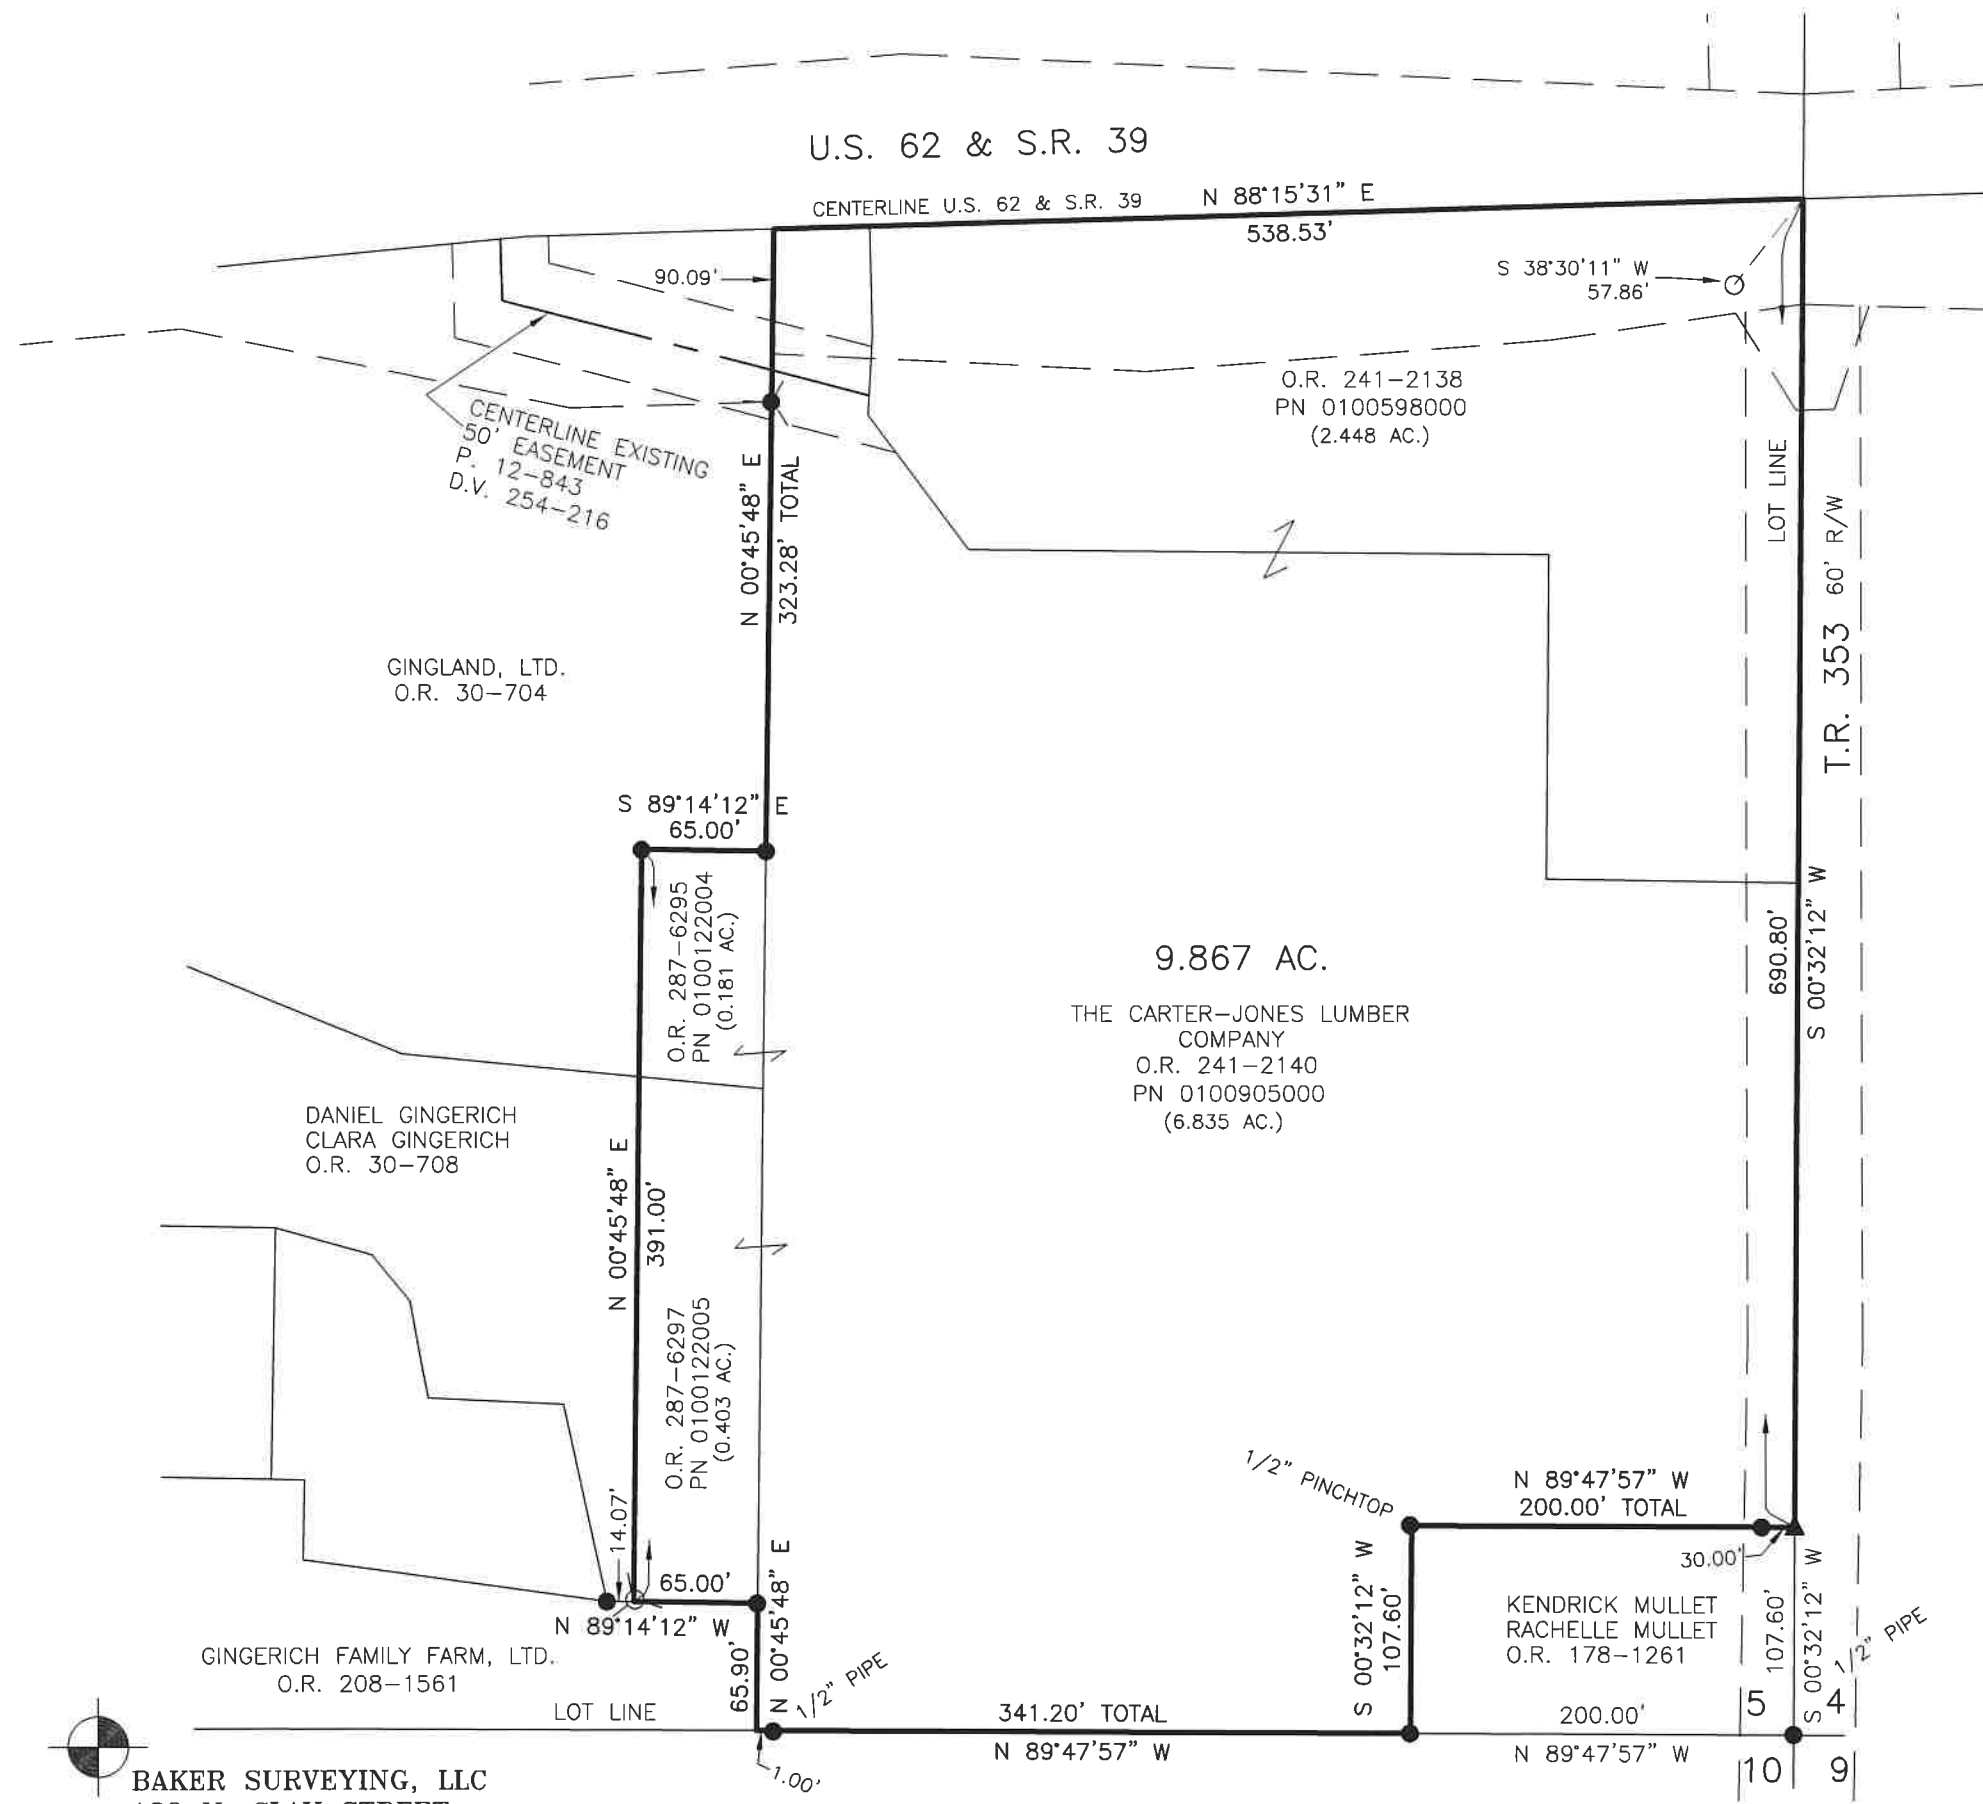 U.S. 62 & S.R. 39
CENTERLINE U.S. 62 & S.R. 39
N 88°15'31" E
538.53'
90.09'
S 38°30'11" W
57.86'
O.R. 241-2138
PN 0100598000
(2.448 AC.)
CENTERLINE EXISTING
50' EASEMENT
P. 12-843
D.V. 254-216
N 00°45'48" E
323.28' TOTAL
LOT LINE
T.R. 353 60' R/W
GINGLAND, LTD.
O.R. 30-704
S 89°14'12" E
65.00'
O.R. 287-6295
PN 0100122004
(0.181 AC.)
9.867 AC.
THE CARTER-JONES LUMBER
COMPANY
O.R. 241-2140
PN 0100905000
(6.835 AC.)
690.80'
S 00°32'12" W
DANIEL GINGERICH
CLARA GINGERICH
O.R. 30-708
N 00°45'48" E
391.00'
O.R. 287-6297
PN 0100122005
(0.403 AC.)
1/2" PINCHTOP
N 89°47'57" W
200.00' TOTAL
30.00'
14.07'
65.00'
N 89°14'12" W
N 00°45'48" E
65.90'
S 00°32'12" W
107.60'
KENDRICK MULLET
RACHELLE MULLET
O.R. 178-1261
107.60'
S 00°32'12" W
1/2" PIPE
GINGERICH FAMILY FARM, LTD.
O.R. 208-1561
LOT LINE
1/2" PIPE
341.20' TOTAL
N 89°47'57" W
200.00'
N 89°47'57" W
5 4
10 9
1.00'
BAKER SURVEYING, LLC